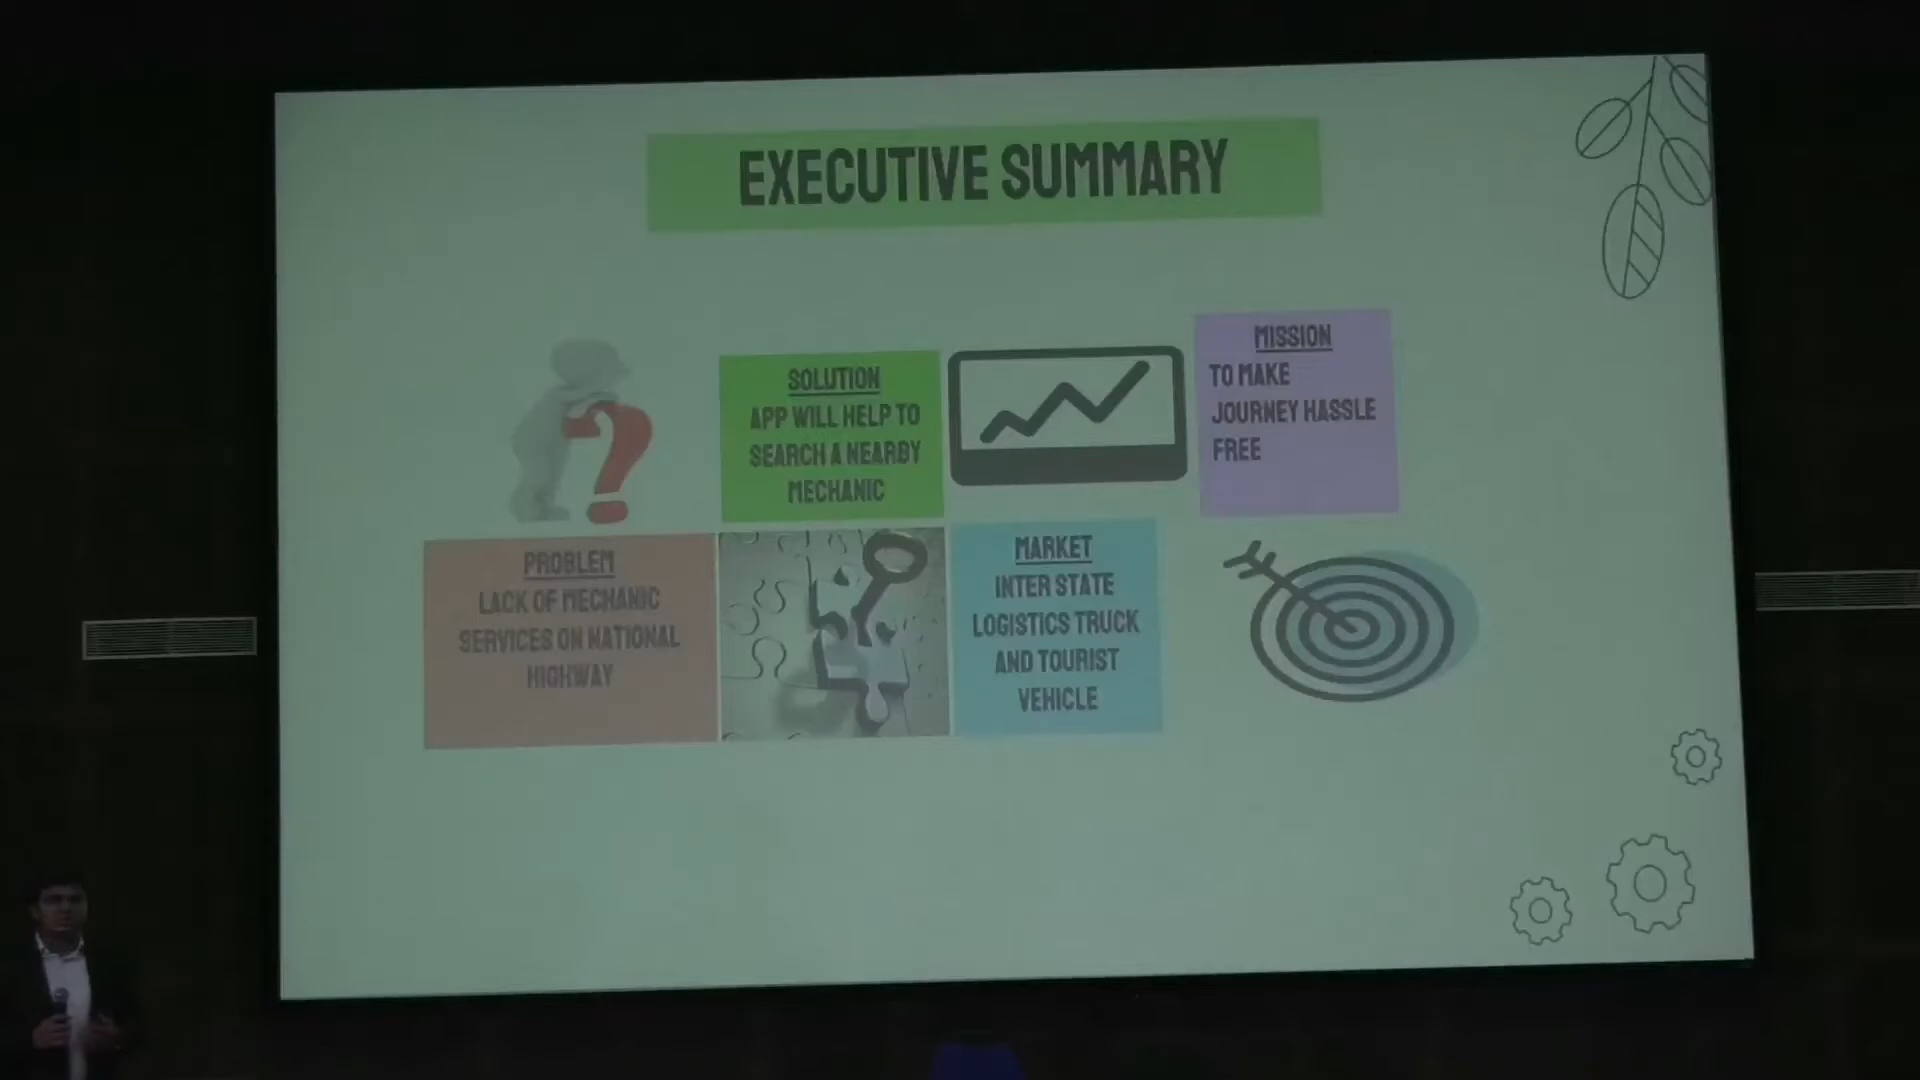 EXECUTIVE SUMMARY
SOLUTION
APP WILL HELP TO
SEARCH A NEARBY
MECHANIC
MISSION
TO MAKE
JOURNEY HASSLE
FREE
PROBLEM
LACK OF MECHANIC
SERVICES ON NATIONAL
HIGHWAY
MARKET
INTER STATE
LOGISTICS TRUCK
AND TOURIST
VEHICLE